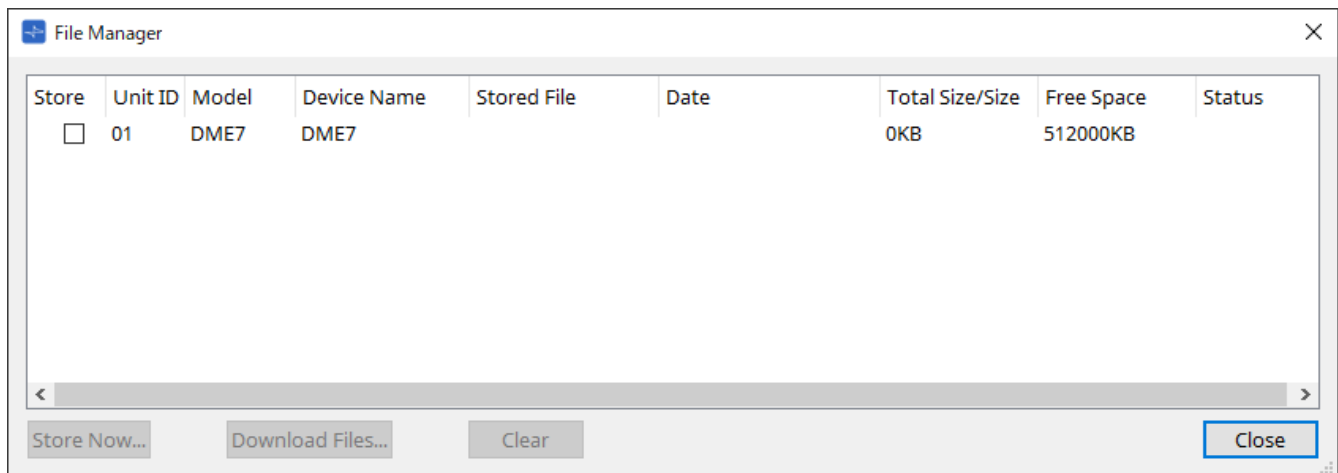 File Manager
Store Unit ID Model Device Name Stored File Date Total Size/Size Free Space Status
01 DME7 DME7 0KB 512000KB
Store Now... Download Files... Clear Close